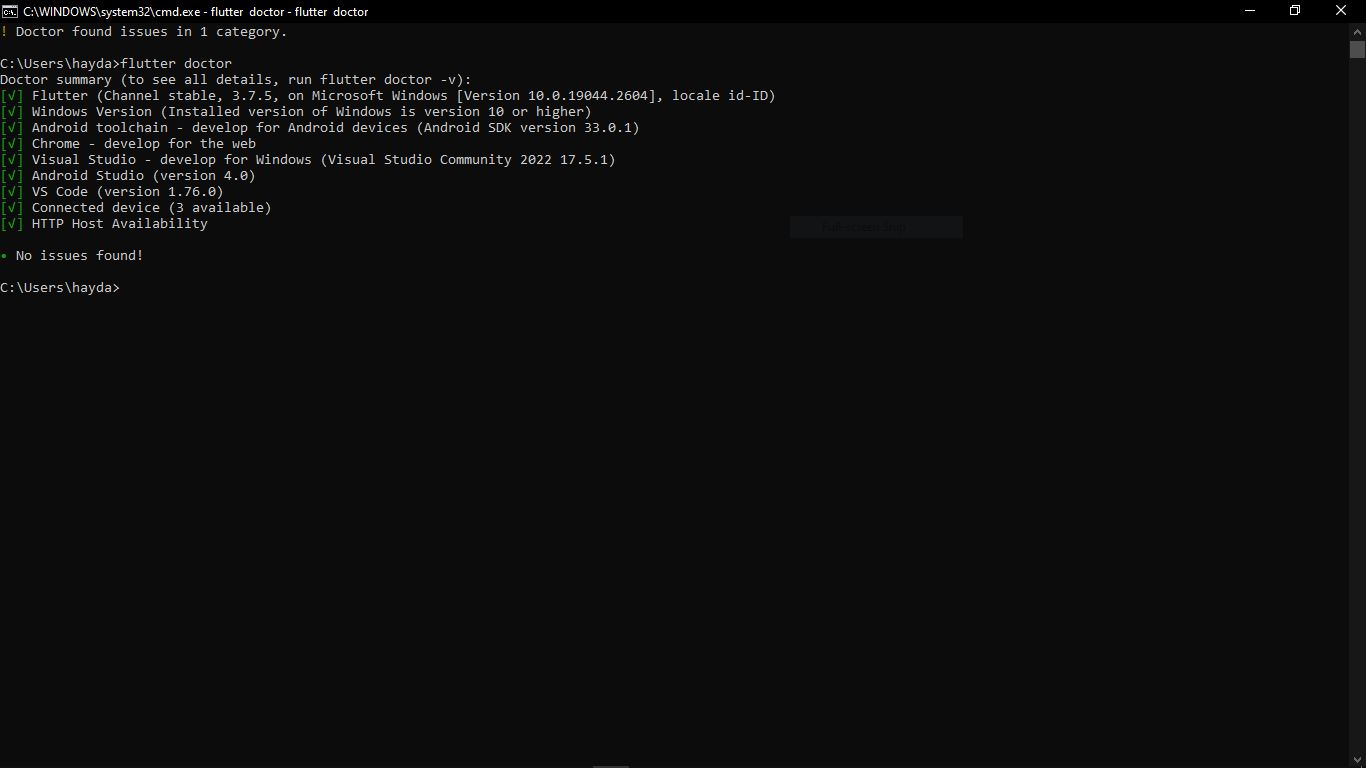 C:\WINDOWS\system32\cmd.exe - flutter  doctor - flutter  doctor
! Doctor found issues in 1 category.
C:\Users\hayda>flutter doctor
Doctor summary (to see all details, run flutter doctor -v):
[√] Flutter (Channel stable, 3.7.5, on Microsoft Windows [Version 10.0.19044.2604], locale id-ID)
[√] Windows Version (Installed version of Windows is version 10 or higher)
[√] Android toolchain - develop for Android devices (Android SDK version 33.0.1)
[√] Chrome - develop for the web
[√] Visual Studio - develop for Windows (Visual Studio Community 2022 17.5.1)
[√] Android Studio (version 4.0)
[√] VS Code (version 1.76.0)
[√] Connected device (3 available)
[√] HTTP Host Availability
Full-screen Snip
• No issues found!
C:\Users\hayda>